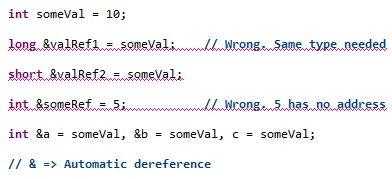 int someVal = 10;
long &valRef1 = someVal;    // Wrong. Same type needed
short &valRef2 = someVal;
int &someRef = 5;           // Wrong. 5 has no address
int &a = someVal, &b = someVal, c = someVal;
// & => Automatic dereference